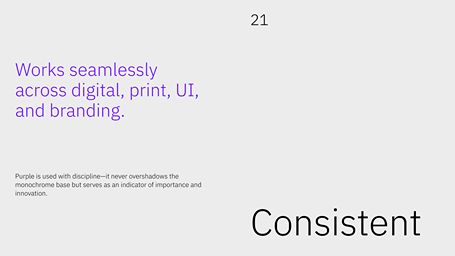 21
Works seamlessly
across digital, print, UI,
and branding.
Purple is used with discipline—it never overshadows the
monochrome base but serves as an indicator of importance and
innovation.
Consistent